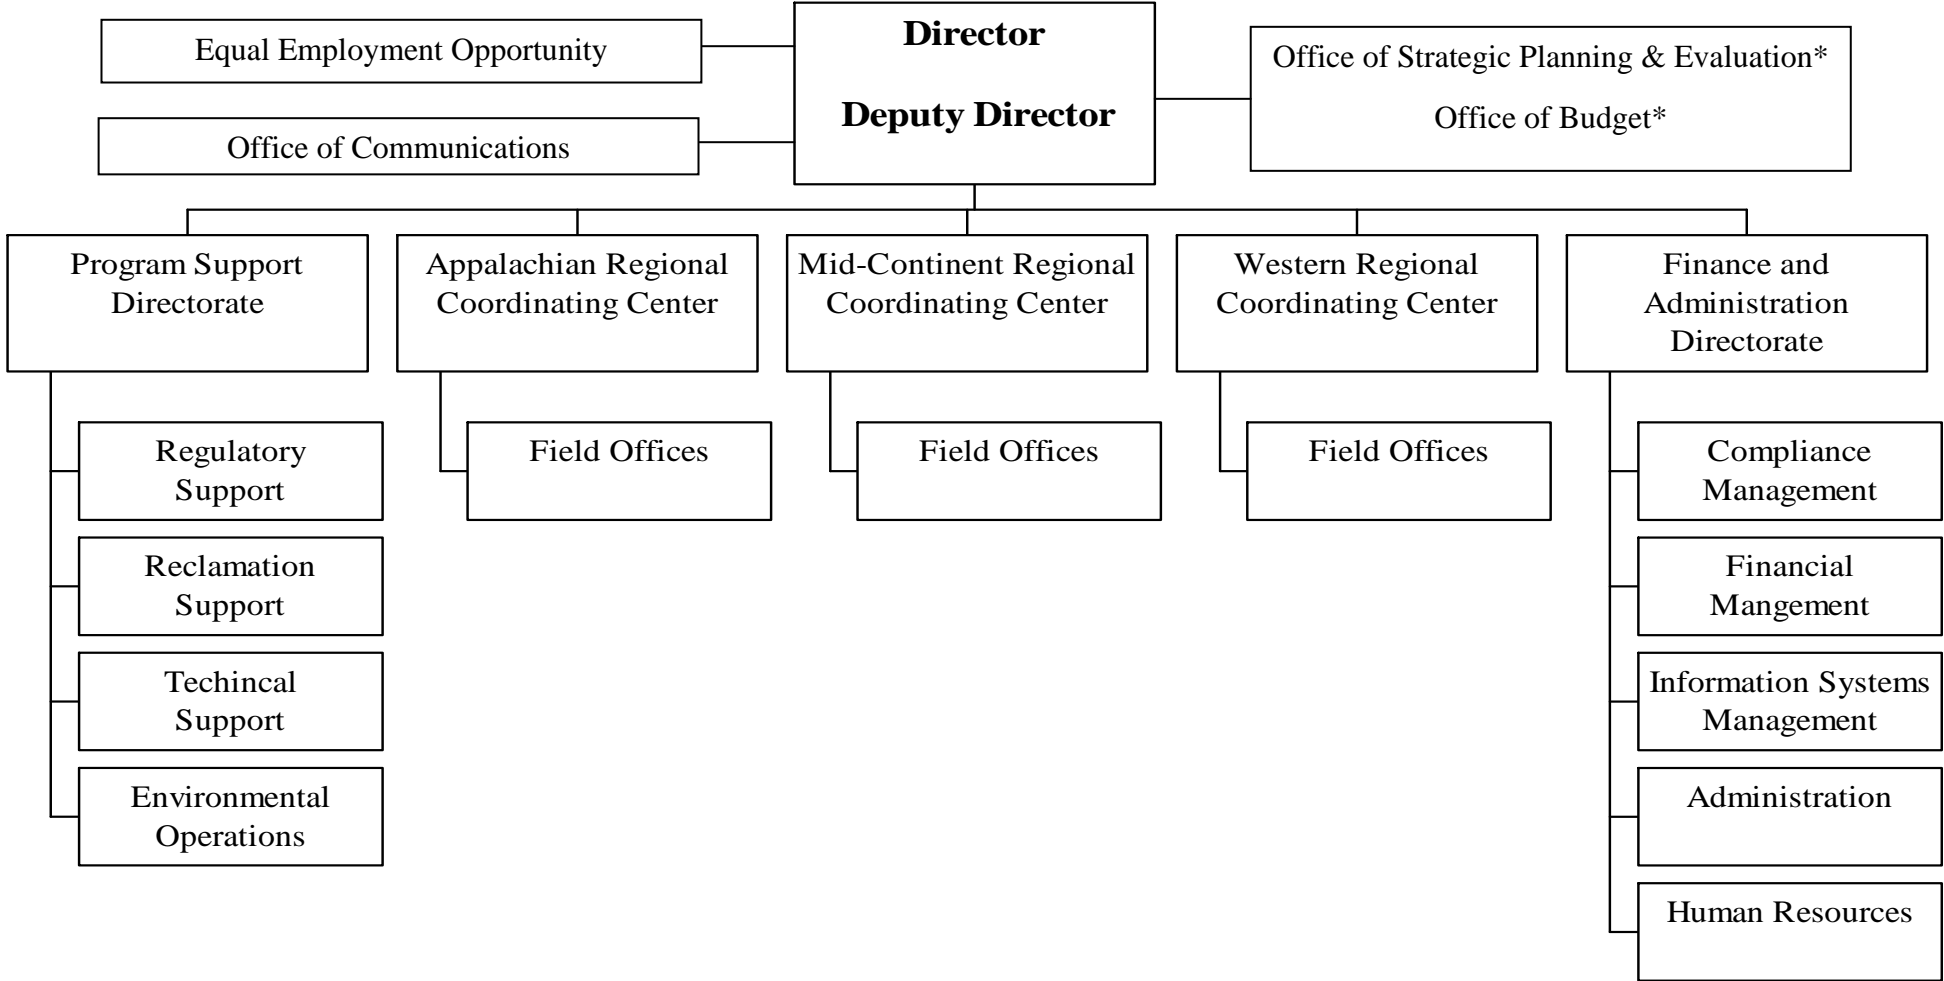 Equal Employment Opportunity
Office of Communications
Director
Deputy Director
Office of Strategic Planning & Evaluation*
Office of Budget*
Program Support
Directorate
Appalachian Regional
Coordinating Center
Mid-Continent Regional
Coordinating Center
Western Regional
Coordinating Center
Finance and
Administration
Directorate
Regulatory
Support
Reclamation
Support
Techincal
Support
Environmental
Operations
Field Offices
Field Offices
Field Offices
Compliance
Management
Financial
Mangement
Information Systems
Management
Administration
Human Resources